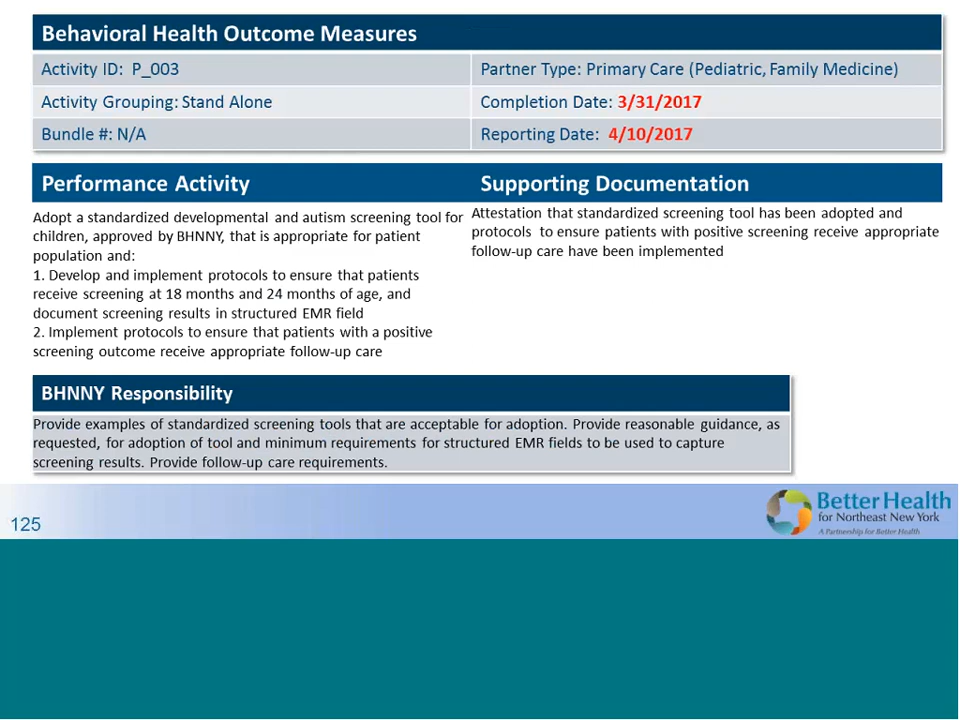 Behavioral Health Outcome Measures
Activity ID: P_003
Partner Type: Primary Care (Pediatric, Family Medicine)
Activity Grouping: Stand Alone
Completion Date: 3/31/2017
Bundle #: N/A
Reporting Date: 4/10/2017
Performance Activity
Adopt a standardized developmental and autism screening tool for
children, approved by BHNNY, that is appropriate for patient
population and:
1. Develop and implement protocols to ensure that patients
receive screening at 18 months and 24 months of age, and
document screening results in structured EMR field
2. Implement protocols to ensure that patients with a positive
screening outcome receive appropriate follow-up care
Supporting Documentation
Attestation that standardized screening tool has been adopted and
protocols to ensure patients with positive screening receive appropriate
follow-up care have been implemented
BHNNY Responsibility
Provide examples of standardized screening tools that are acceptable for adoption. Provide reasonable guidance, as
requested, for adoption of tool and minimum requirements for structured EMR fields to be used to capture
screening results. Provide follow-up care requirements.
125
Better Health
for Northeast New York
A Partnership for Better Health